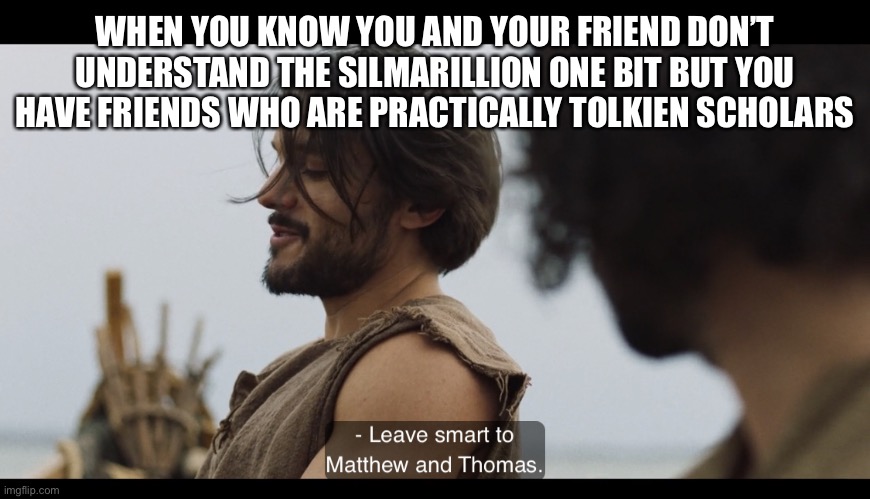 WHEN YOU KNOW YOU AND YOUR FRIEND DON'T
UNDERSTAND THE SILMARILLION ONE BIT BUT YOU
HAVE FRIENDS WHO ARE PRACTICALLY TOLKIEN SCHOLARS
- Leave smart to
Matthew and Thomas.
imgflip.com